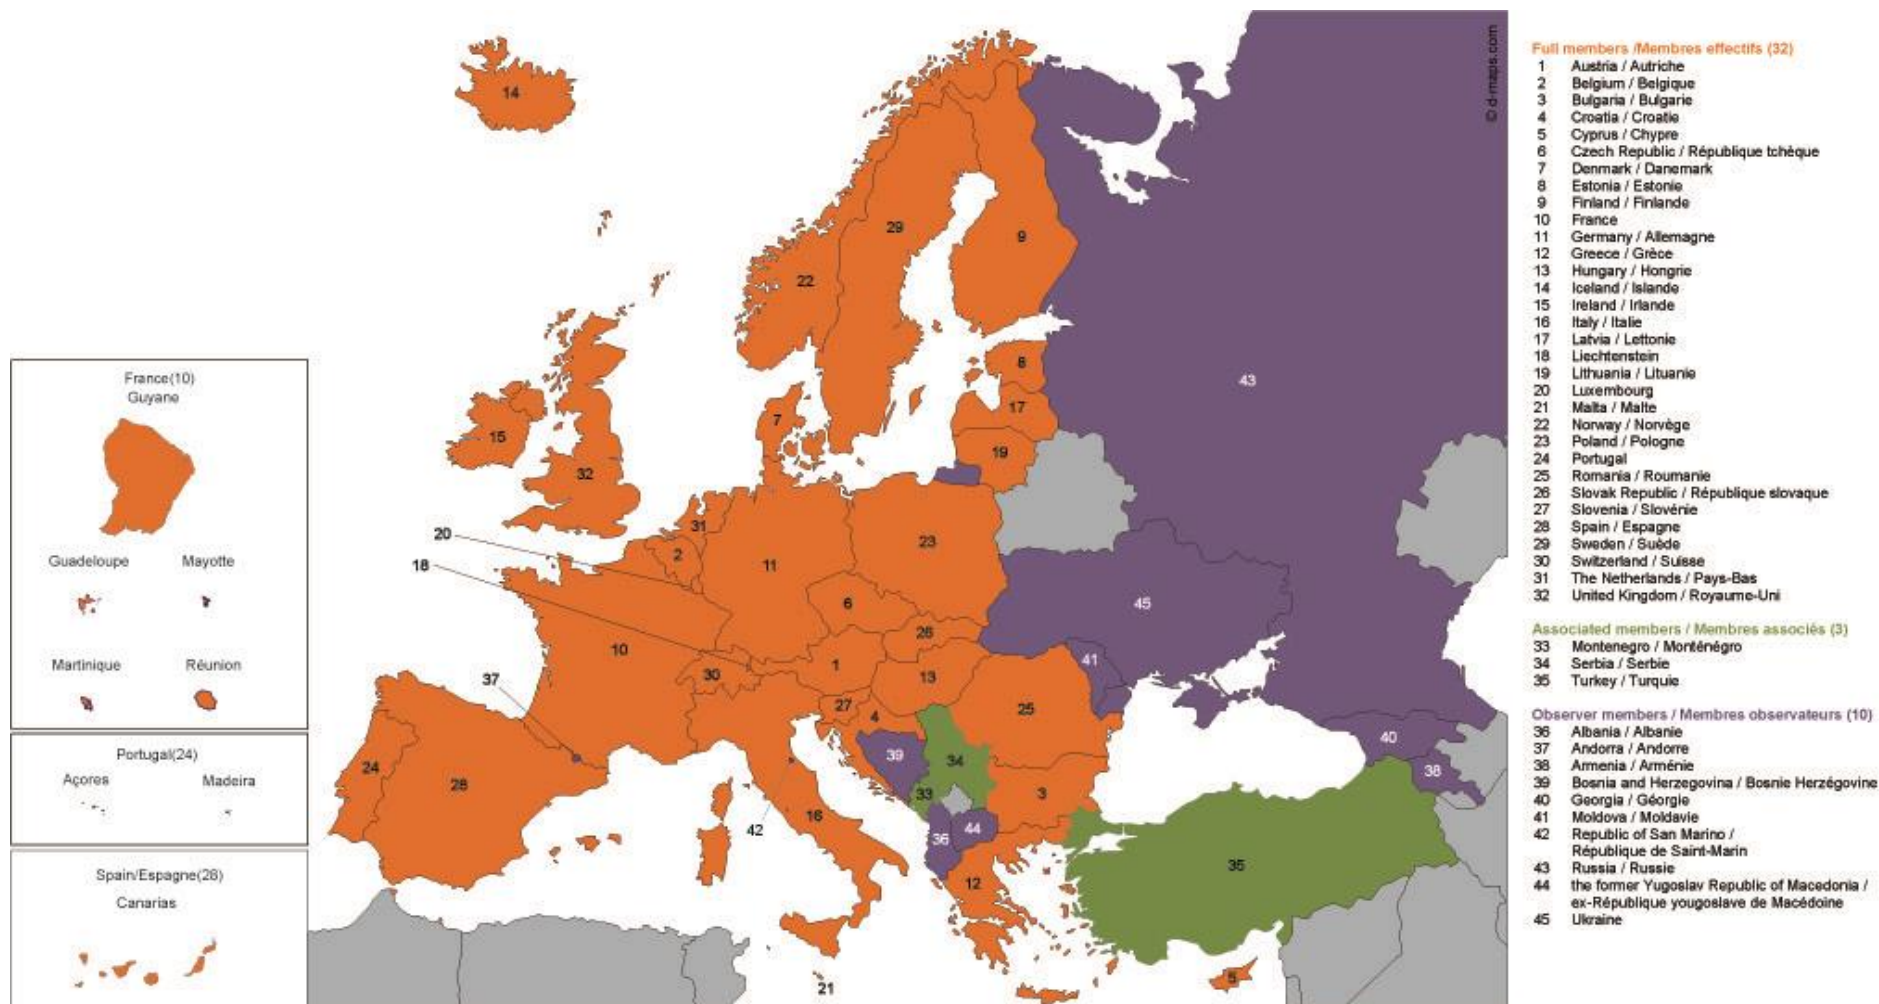 © d-maps.com
Full members /Membres effectifs (32)
1 Austria / Autriche
2 Belgium / Belgique
3 Bulgaria / Bulgarie
4 Croatia / Croatie
5 Cyprus / Chypre
6 Czech Republic / République tchèque
7 Denmark / Danemark
8 Estonia / Estonie
9 Finland / Finlande
10 France
11 Germany / Allemagne
12 Greece / Grèce
13 Hungary / Hongrie
14 Iceland / Islande
15 Ireland / Irlande
16 Italy / Italie
17 Latvia / Lettonie
18 Liechtenstein
19 Lithuania / Lituanie
20 Luxembourg
21 Malta / Malte
22 Norway / Norvège
23 Poland / Pologne
24 Portugal
25 Romania / Roumanie
26 Slovak Republic / République slovaque
27 Slovenia / Slovénie
28 Spain / Espagne
29 Sweden / Suède
30 Switzerland / Suisse
31 The Netherlands / Pays-Bas
32 United Kingdom / Royaume-Uni
Associated members / Membres associés (3)
33 Montenegro / Monténégro
34 Serbia / Serbie
35 Turkey / Turquie
Observer members / Membres observateurs (10)
36 Albania / Albanie
37 Andorra / Andorre
38 Armenia / Arménie
39 Bosnia and Herzegovina / Bosnie Herzégovine
40 Georgia / Géorgie
41 Moldova / Moldavie
42 Republic of San Marino /
République de Saint-Marin
43 Russia / Russie
44 the former Yugoslav Republic of Macedonia /
ex-République yougoslave de Macédoine
45 Ukraine
France(10)
Guyane
Guadeloupe
Mayotte
Martinique
Réunion
Portugal(24)
Açores
Madeira
Spain/Espagne(28)
Canarias
14
29
9
22
8
43
17
7
15
19
32
31
20
2
23
18
11
6
45
26
10
1
41
30
13
37
27
4
25
40
39
34
24
28
33
3
38
16
42
44
36
35
12
5
21